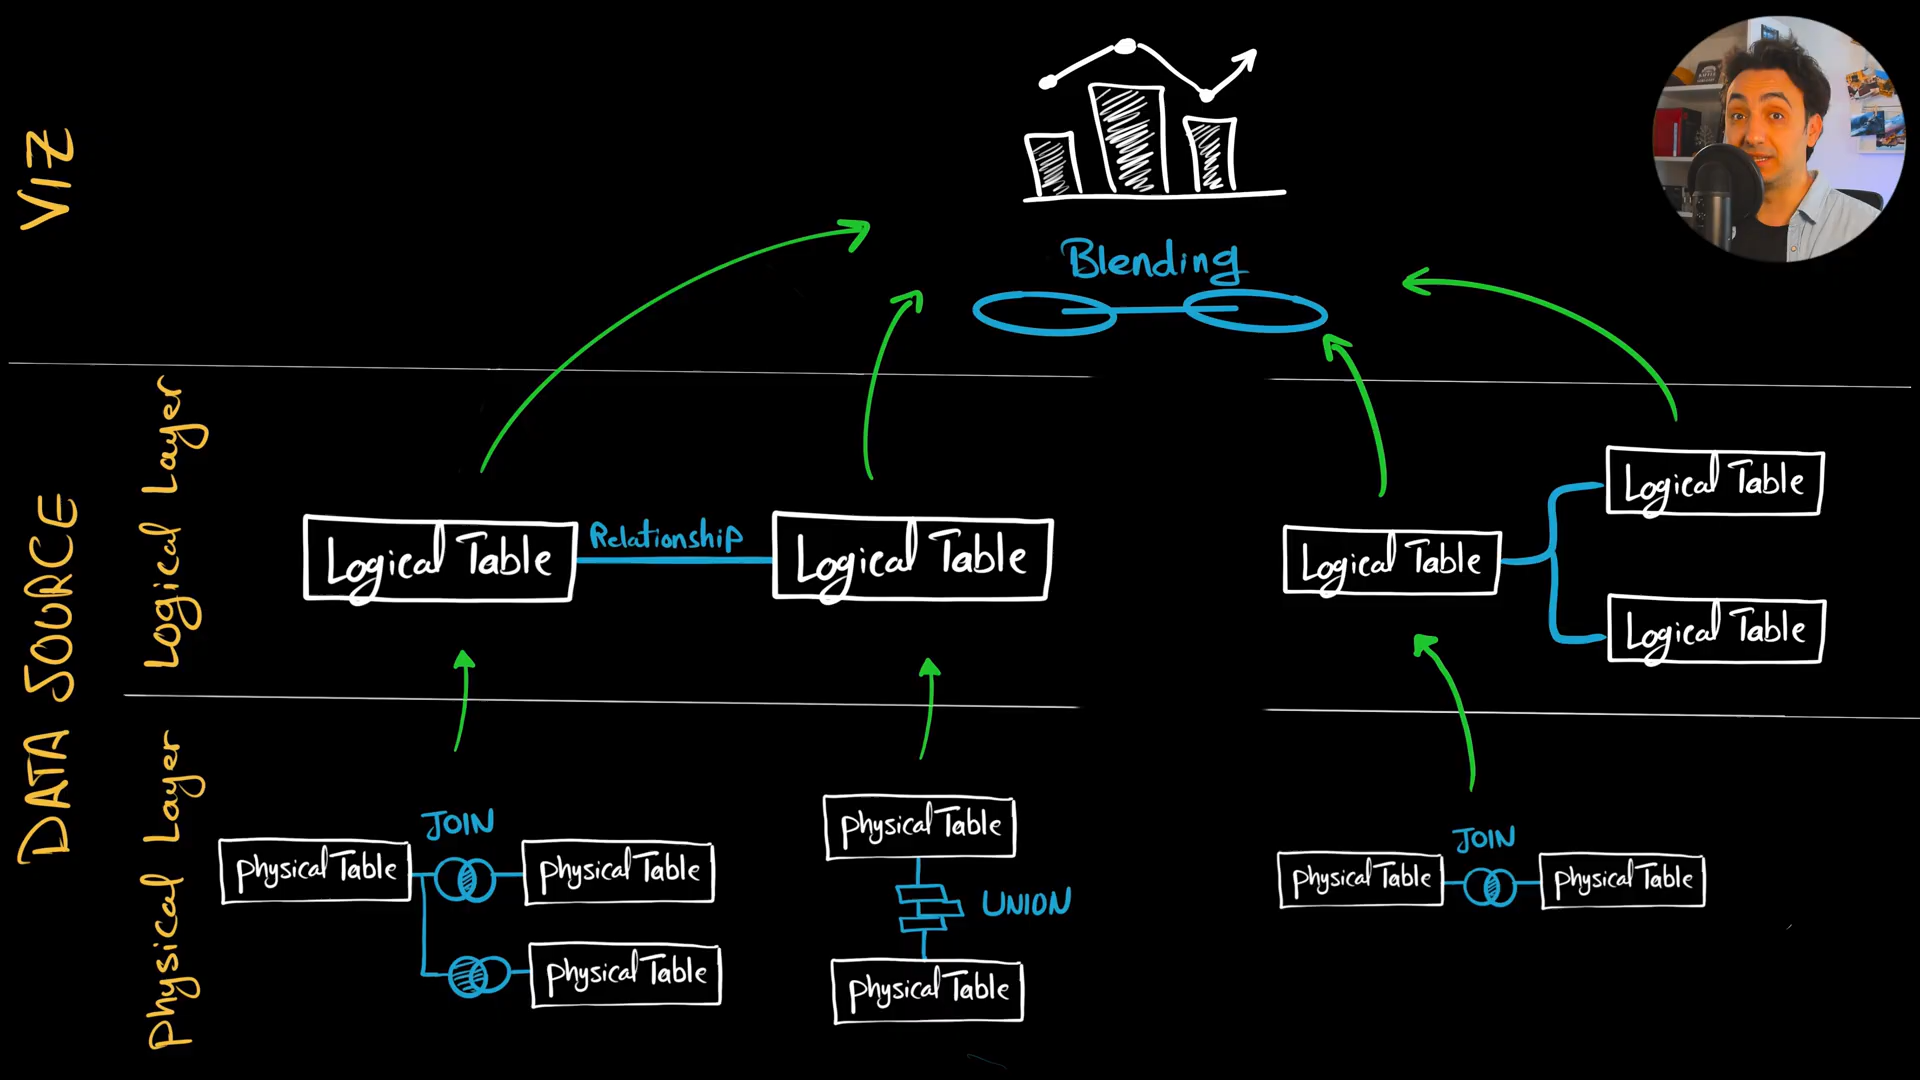 VIZ
Blending
DATA SOURCE
Logical Layer
Logical Table
Relationship
Logical Table
Logical Table
Logical Table
Logical Table
Physical Layer
Physical Table
JOIN
Physical Table
Physical Table
Physical Table
UNION
Physical Table
Physical Table
JOIN
Physical Table